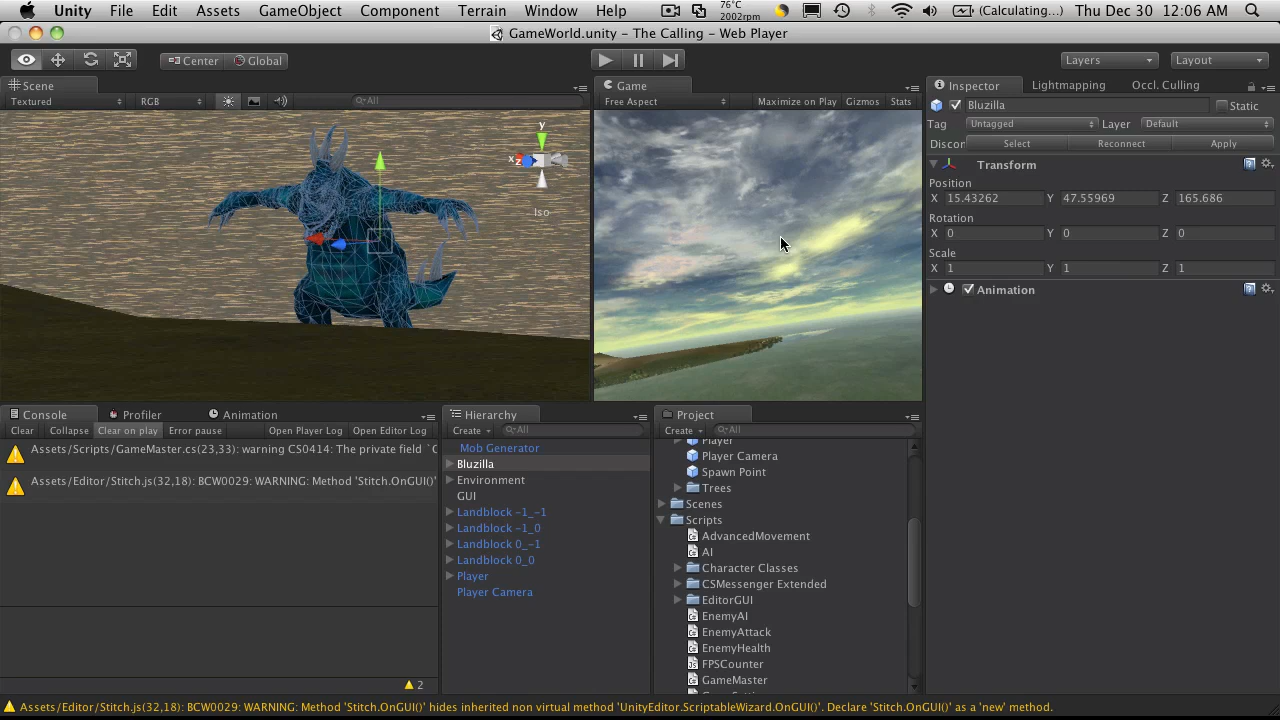 Unity File Edit Assets GameObject Component Terrain Window Help 76°C 2002rpm (Calculating...) Thu Dec 30 12:06 AM
GameWorld.unity – The Calling – Web Player
Center Global Layers Layout
Scene
Textured RGB All
y
x z
Iso
Game
Free Aspect Maximize on Play Gizmos Stats
Inspector Lightmapping Occl. Culling
Bluzilla Static
Tag Untagged Layer Default
Discon Select Reconnect Apply
Transform
Position
X 15.43262 Y 47.55969 Z 165.686
Rotation
X 0 Y 0 Z 0
Scale
X 1 Y 1 Z 1
Animation
Console Profiler Animation
Clear Collapse Clear on play Error pause Open Player Log Open Editor Log
Assets/Scripts/GameMaster.cs(23,33): warning CS0414: The private field `
Assets/Editor/Stitch.js(32,18): BCW0029: WARNING: Method 'Stitch.OnGUI()'
2
Hierarchy
Create All
Mob Generator
Bluzilla
Environment
GUI
Landblock -1_-1
Landblock -1_0
Landblock 0_-1
Landblock 0_0
Player
Player Camera
Project
Create All
Player
Player Camera
Spawn Point
Trees
Scenes
Scripts
AdvancedMovement
AI
Character Classes
CSMessenger Extended
EditorGUI
EnemyAI
EnemyAttack
EnemyHealth
FPSCounter
GameMaster
Assets/Editor/Stitch.js(32,18): BCW0029: WARNING: Method 'Stitch.OnGUI()' hides inherited non virtual method 'UnityEditor.ScriptableWizard.OnGUI()'. Declare 'Stitch.OnGUI()' as a 'new' method.